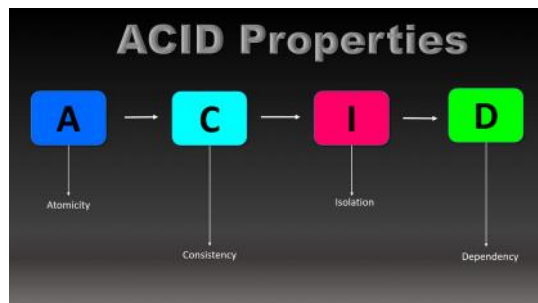 ACID Properties
A
C
I
D
Atomicity
Isolation
Consistency
Dependency